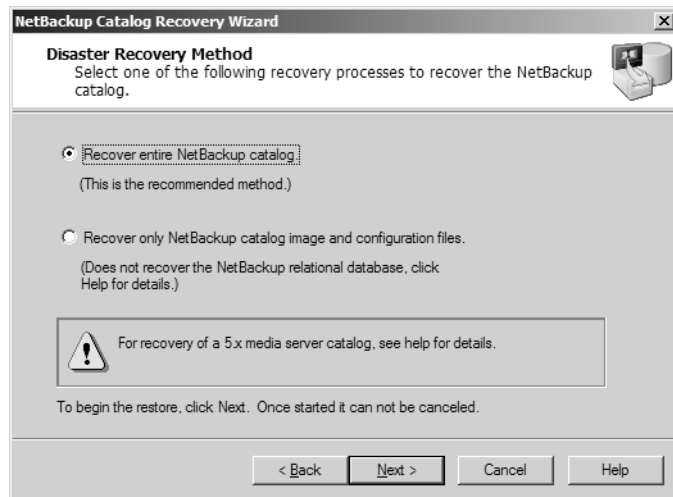 NetBackup Catalog Recovery Wizard
Disaster Recovery Method
Select one of the following recovery processes to recover the NetBackup
catalog.
Recover entire NetBackup catalog.
(This is the recommended method.)
Recover only NetBackup catalog image and configuration files.
(Does not recover the NetBackup relational database, click
Help for details.)
For recovery of a 5.x media server catalog, see help for details.
To begin the restore, click Next. Once started it can not be canceled.
< Back
Next >
Cancel
Help